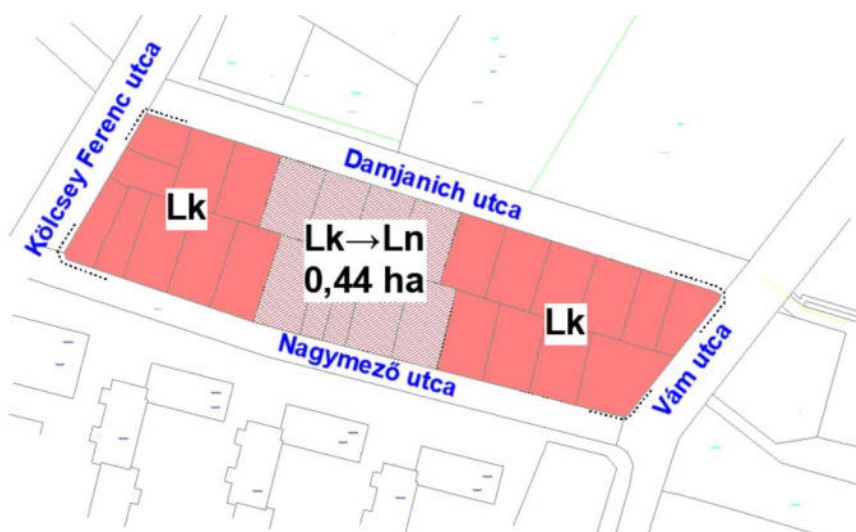 Kölcsey Ferenc utca
Damjanich utca
Lk
Lk→Ln
0,44 ha
Lk
Nagymező utca
Vám utca